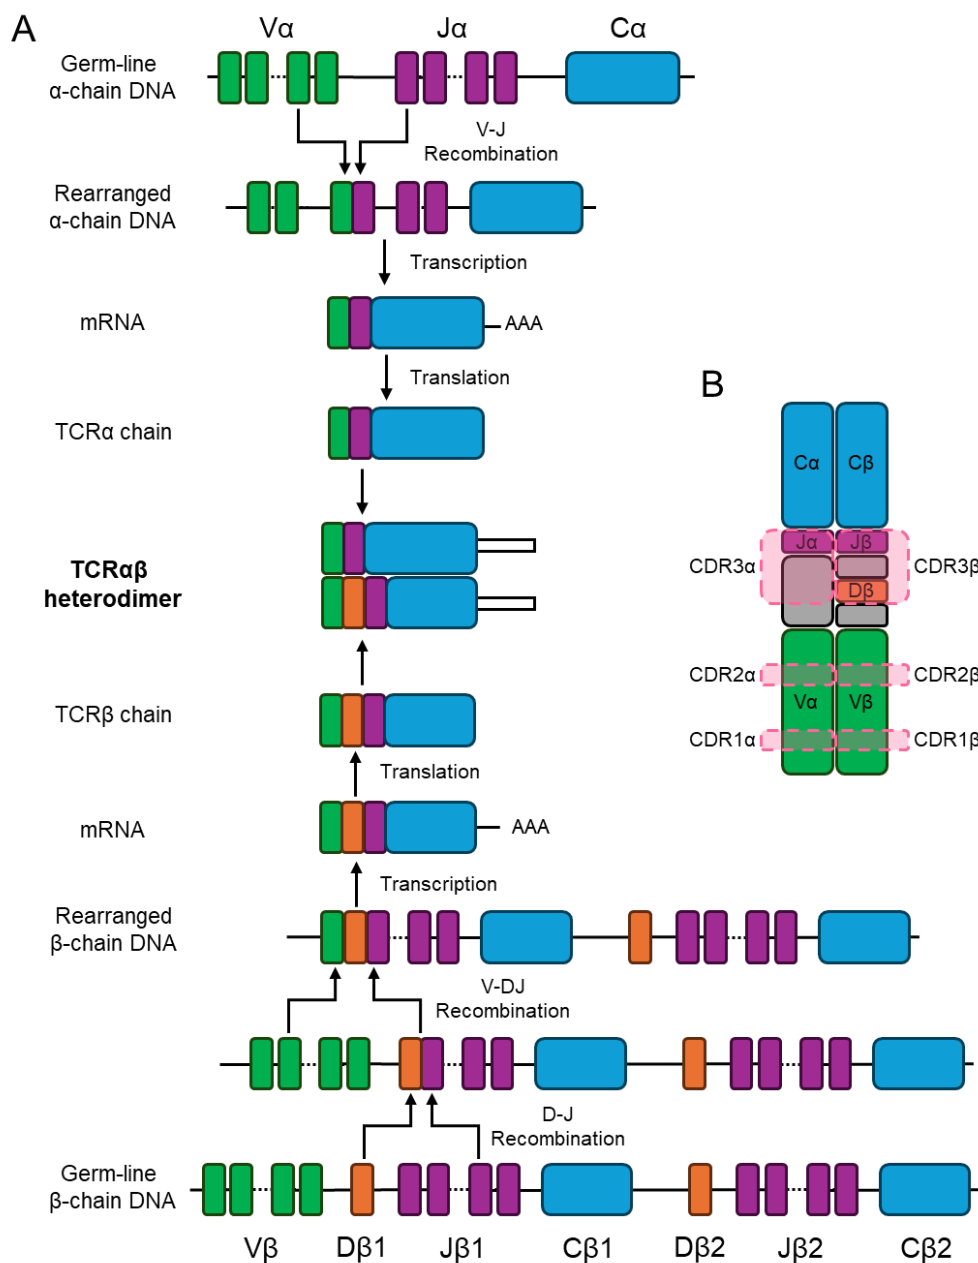 A
Vα
Jα
Cα
Germ-line
α-chain DNA
V-J
Recombination
Rearranged
α-chain DNA
Transcription
mRNA
AAA
Translation
TCRα chain
TCRαβ
heterodimer
TCRβ chain
Translation
mRNA
AAA
Transcription
Rearranged
β-chain DNA
V-DJ
Recombination
D-J
Recombination
Germ-line
β-chain DNA
Vβ
Dβ1
Jβ1
Cβ1
Dβ2
Jβ2
Cβ2
B
Cα
Cβ
Jα
Jβ
CDR3α
CDR3β
Dβ
CDR2α
CDR2β
Vα
Vβ
CDR1α
CDR1β